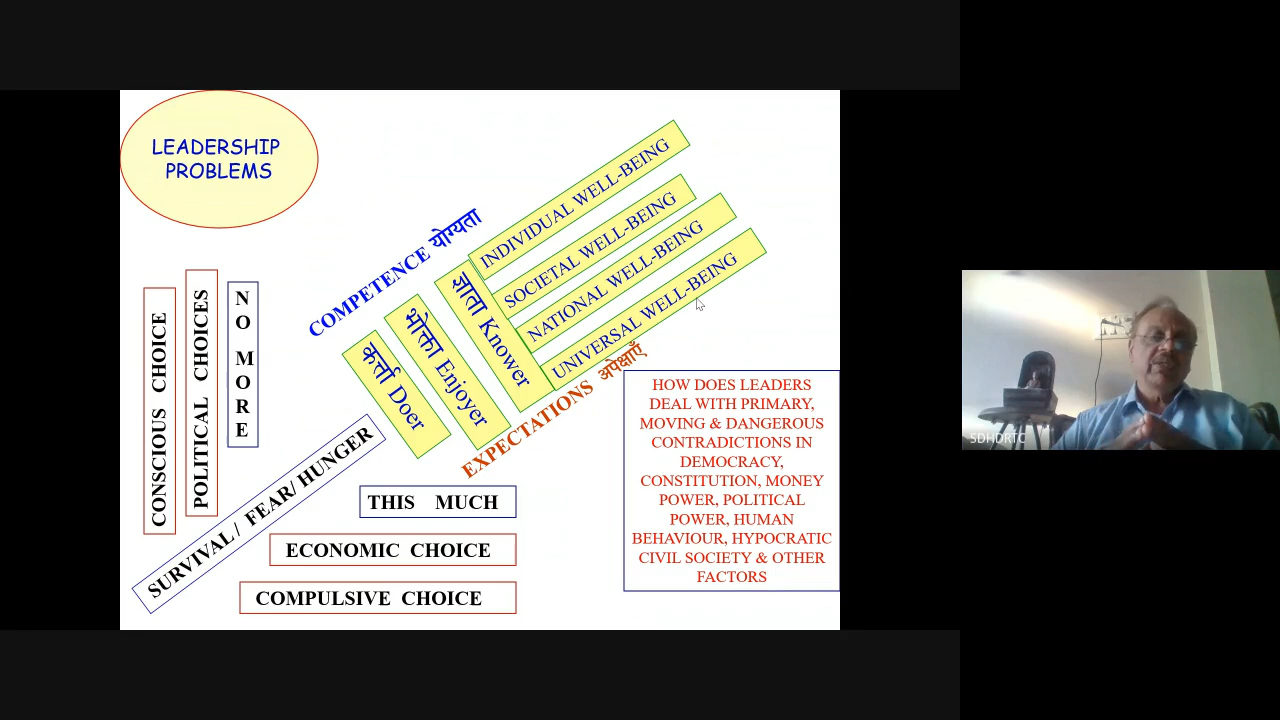 LEADERSHIP
PROBLEMS
COMPETENCE योग्यता
INDIVIDUAL WELL-BEING
SOCIETAL WELL-BEING
NATIONAL WELL-BEING
UNIVERSAL WELL-BEING
ज्ञाता Knower
भोक्ता Enjoyer
कर्ता Doer
EXPECTATIONS अपेक्षाएँ
CONSCIOUS CHOICE
POLITICAL CHOICES
NO MORE
SURVIVAL / FEAR/ HUNGER
THIS MUCH
ECONOMIC CHOICE
COMPULSIVE CHOICE
HOW DOES LEADERS
DEAL WITH PRIMARY,
MOVING & DANGEROUS
CONTRADICTIONS IN
DEMOCRACY,
CONSTITUTION, MONEY
POWER, POLITICAL
POWER, HUMAN
BEHAVIOUR, HYPOCRATIC
CIVIL SOCIETY & OTHER
FACTORS
SDHDRTC